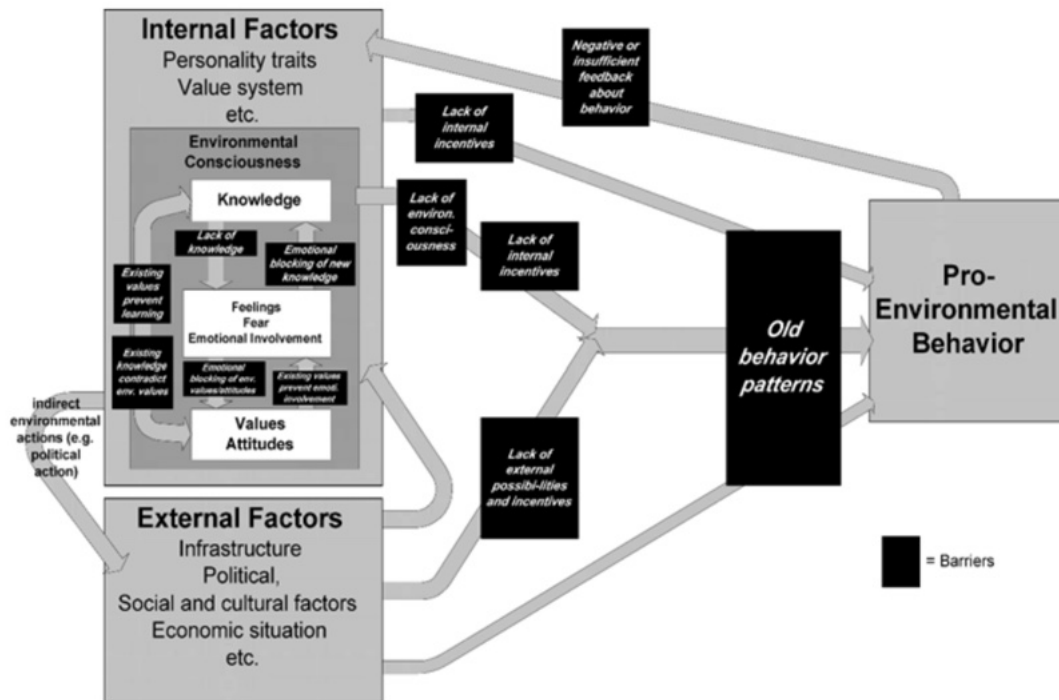 Internal Factors
Personality traits
Value system
etc.
Environmental
Consciousness
Knowledge
Lack of
knowledge
Emotional
blocking of new
knowledge
Existing
values
prevent
learning
Feelings
Fear
Emotional Involvement
Existing
knowledge
contradict
env. values
Emotional
blocking of env.
values/attitudes
Existing values
prevent emoti.
involvement
Values
Attitudes
indirect
environmental
actions (e.g.
political
action)
External Factors
Infrastructure
Political,
Social and cultural factors
Economic situation
etc.
Negative or
insufficient
feedback
about
behavior
Lack of
internal
incentives
Lack of
environ.
consci-
ousness
Lack of
internal
incentives
Lack of
external
possibi-lities
and incentives
Old
behavior
patterns
Pro-
Environmental
Behavior
= Barriers